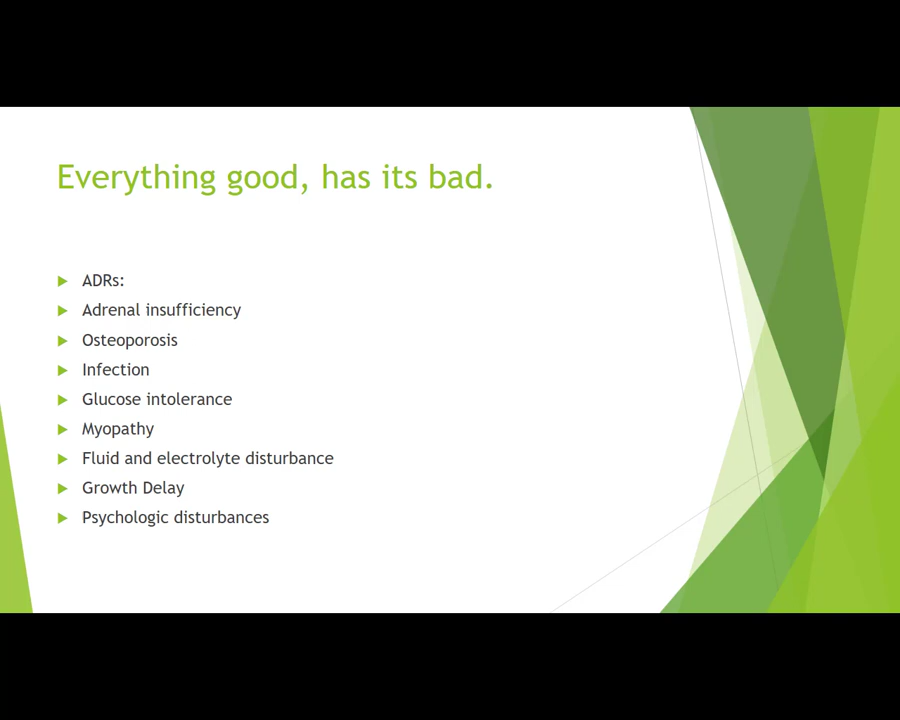 Everything good, has its bad.
ADRs:
Adrenal insufficiency
Osteoporosis
Infection
Glucose intolerance
Myopathy
Fluid and electrolyte disturbance
Growth Delay
Psychologic disturbances